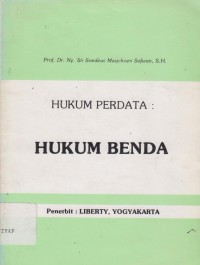 Prof. Dr. Ny. Sri Soedewi Masjchoen Sofwan, S.H.
HUKUM PERDATA :
HUKUM BENDA
Penerbit : LIBERTY, YOGYAKARTA